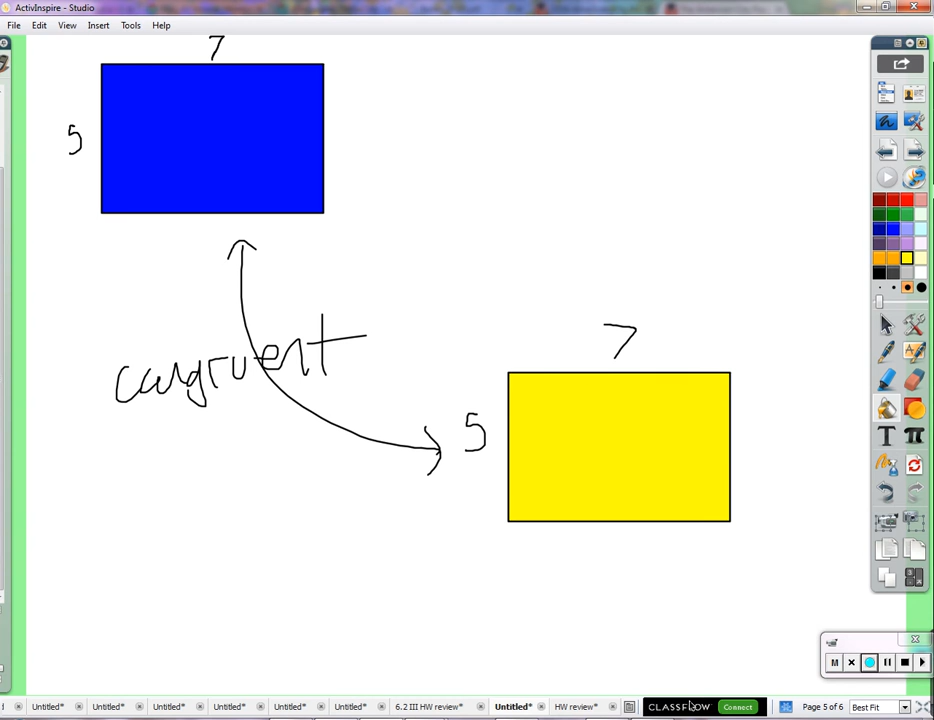 ActivInspire - Studio
File Edit View Insert Tools Help
7
5
congruent
7
5
Untitled* Untitled* Untitled* Untitled* Untitled* Untitled* 6.2 III HW review* Untitled* HW review* CLASSFLOW Connect Page 5 of 6 Best Fit
M